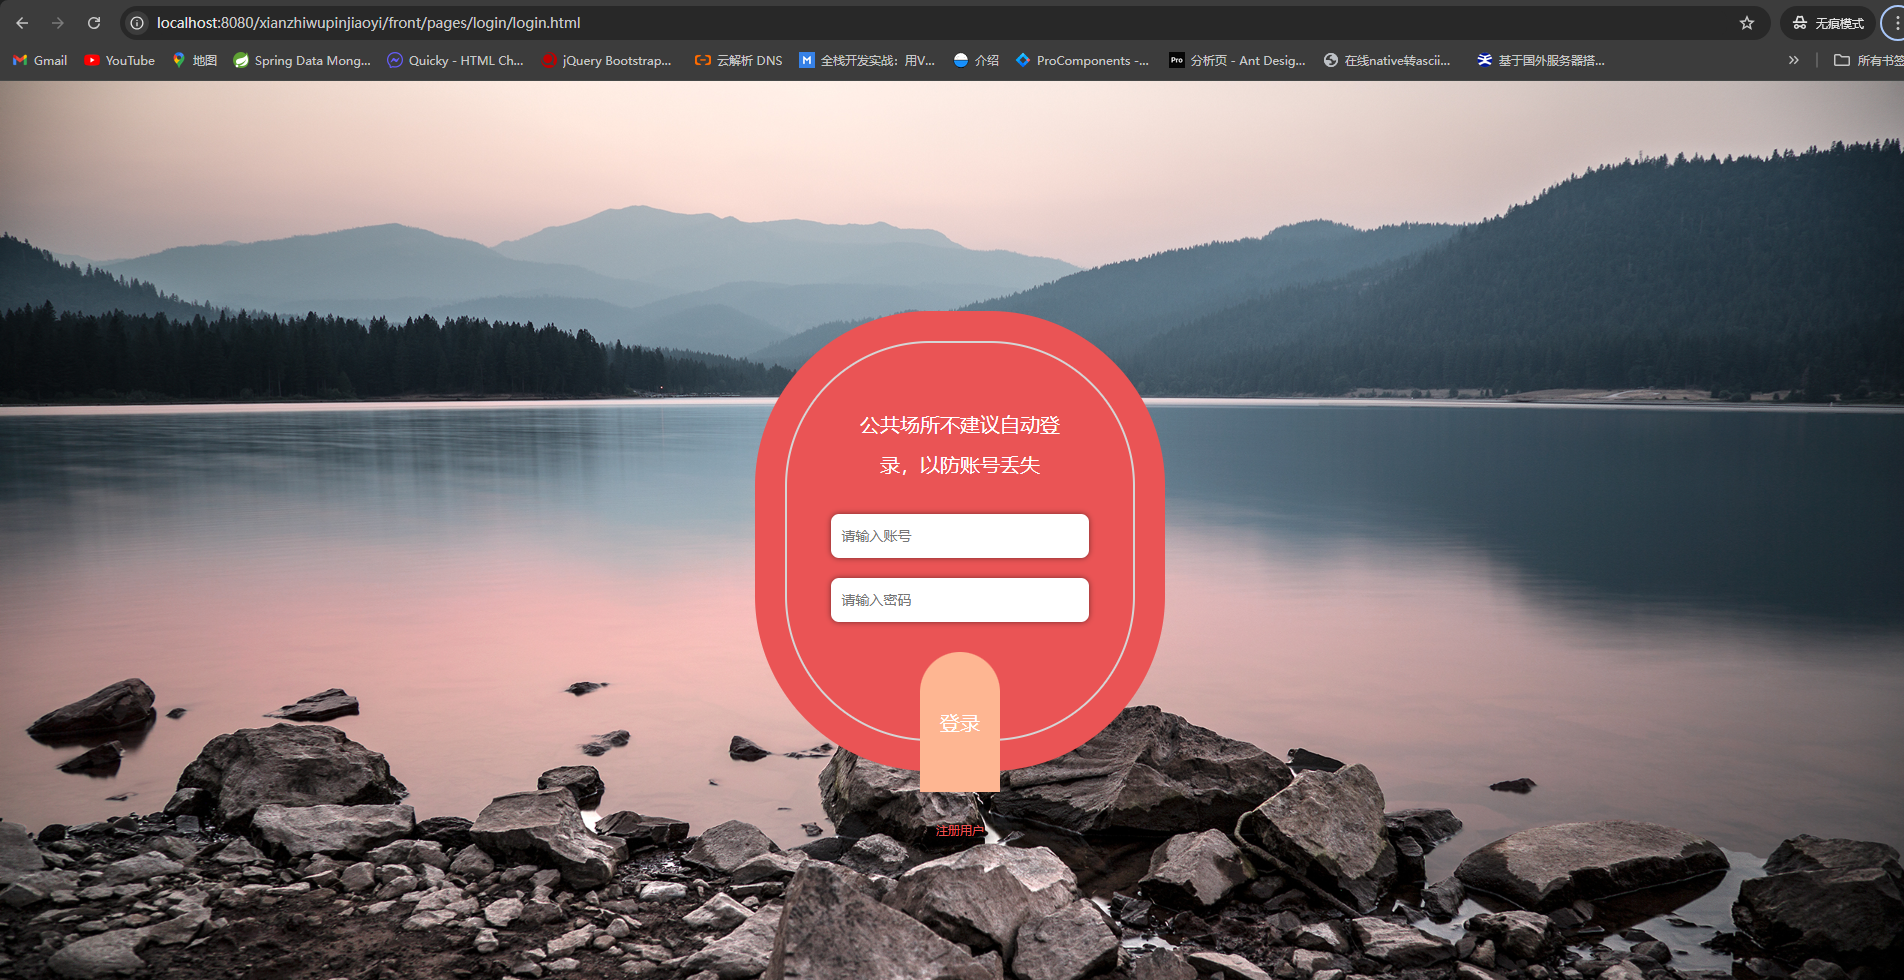 localhost:8080/xianzhiwupinjiaoyi/front/pages/login/login.html
无痕模式
Gmail
YouTube
地图
Spring Data Mong...
Quicky - HTML Ch...
jQuery Bootstrap...
云解析 DNS
M
全栈开发实战：用V...
介绍
ProComponents -...
Pro
分析页 - Ant Desig...
在线native转ascii...
基于国外服务器搭...
所有书签
公共场所不建议自动登
录，以防账号丢失
请输入账号
请输入密码
登录
注册用户